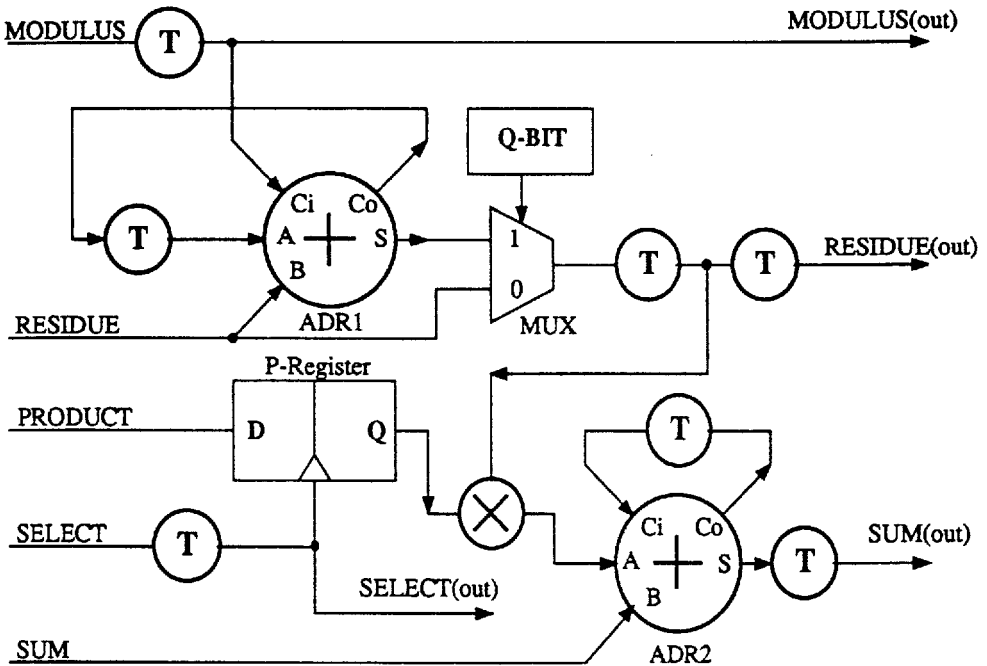 MODULUS
T
MODULUS(out)
Q-BIT
Ci
Co
T
A
S
B
ADR1
1
0
MUX
T
T
RESIDUE(out)
RESIDUE
P-Register
PRODUCT
D
Q
T
SELECT
T
SELECT(out)
Ci
Co
A
S
B
ADR2
T
SUM(out)
SUM